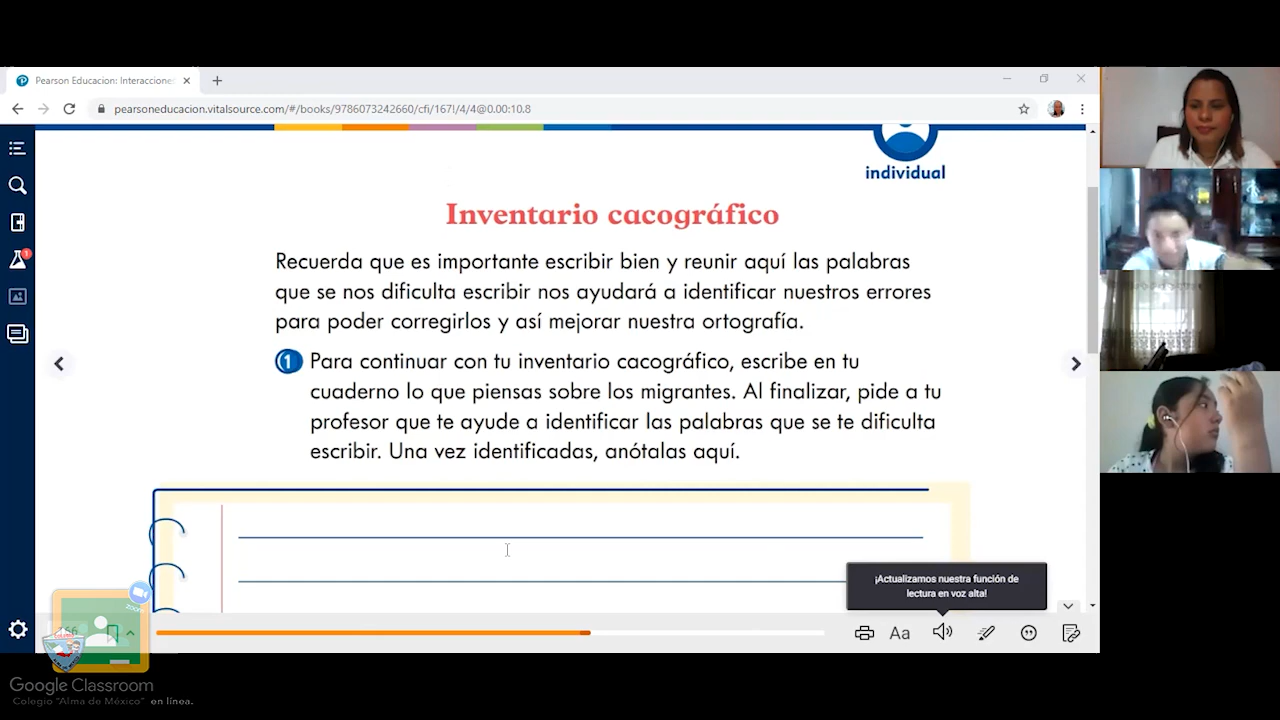 Pearson Educacion: Interaccione
pearsoneducacion.vitalsource.com/#/books/9786073242660/cfi/167!/4/4@0.00:10.8
individual
Inventario cacográfico
Recuerda que es importante escribir bien y reunir aquí las palabras
que se nos dificulta escribir nos ayudará a identificar nuestros errores
para poder corregirlos y así mejorar nuestra ortografía.
1 Para continuar con tu inventario cacográfico, escribe en tu
cuaderno lo que piensas sobre los migrantes. Al finalizar, pide a tu
profesor que te ayude a identificar las palabras que se te dificulta
escribir. Una vez identificadas, anótalas aquí.
¡Actualizamos nuestra función de
lectura en voz alta!
Aa
zoom
Google Classroom
Colegio "Alma de México" en línea.